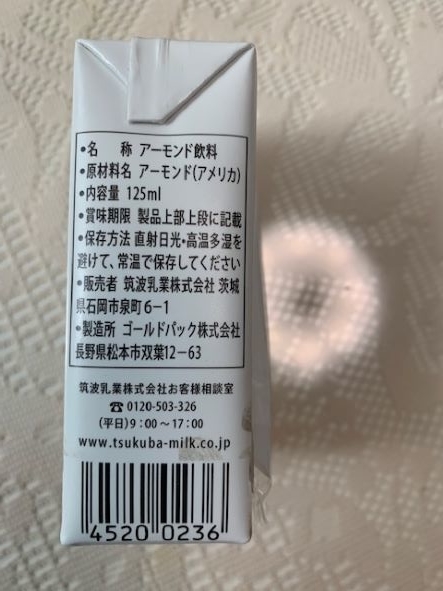 •名　称 アーモンド飲料
•原材料名 アーモンド(アメリカ)
•内容量 125ml
•賞味期限 製品上部上段に記載
•保存方法 直射日光•高温多湿を
避けて、常温で保存してください
•販売者 筑波乳業株式会社 茨城
県石岡市泉町6−1
•製造所 ゴールドパック株式会社
長野県松本市双葉12−63
筑波乳業株式会社お客様相談室
☎0120-503-326
(平日)9:00〜17:00
www.tsukuba-milk.co.jp
4520 0236